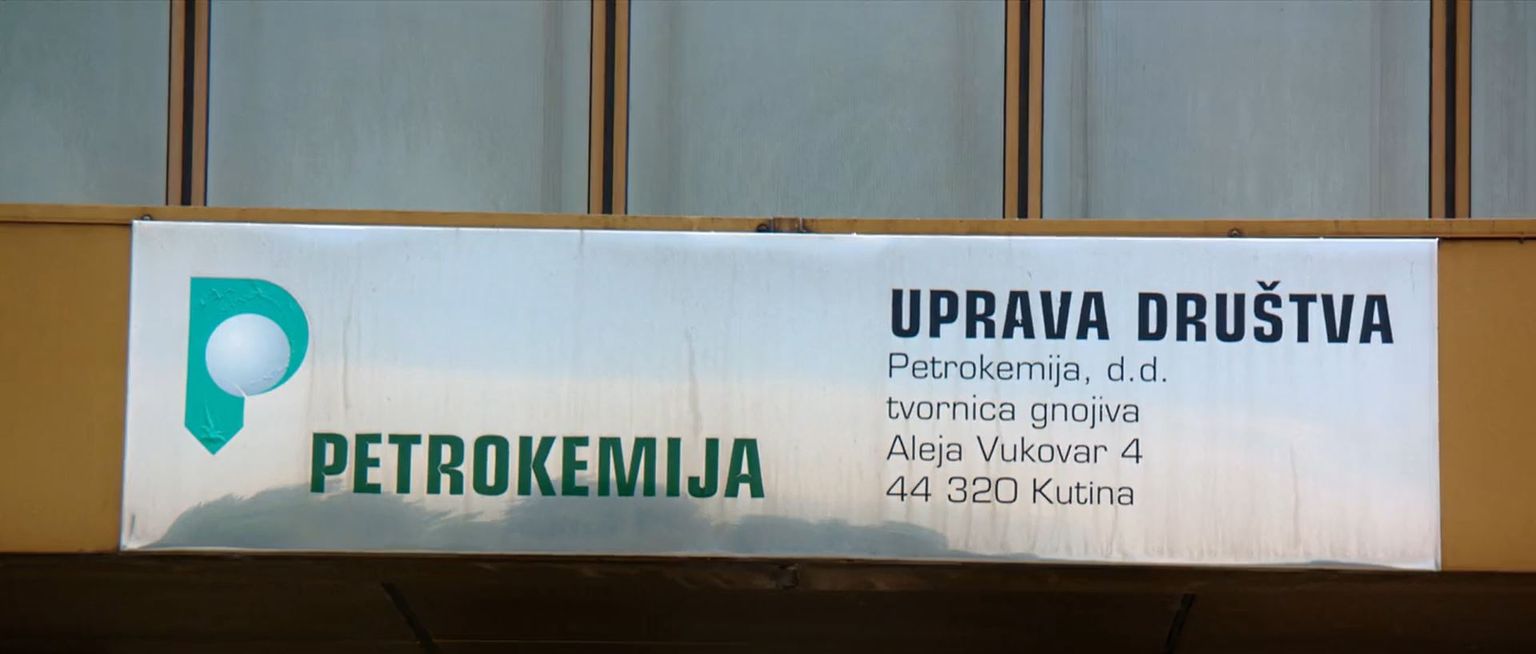 PETROKEMIJA
UPRAVA DRUŠTVA
Petrokemija, d.d.
tvornica gnojiva
Aleja Vukovar 4
44 320 Kutina